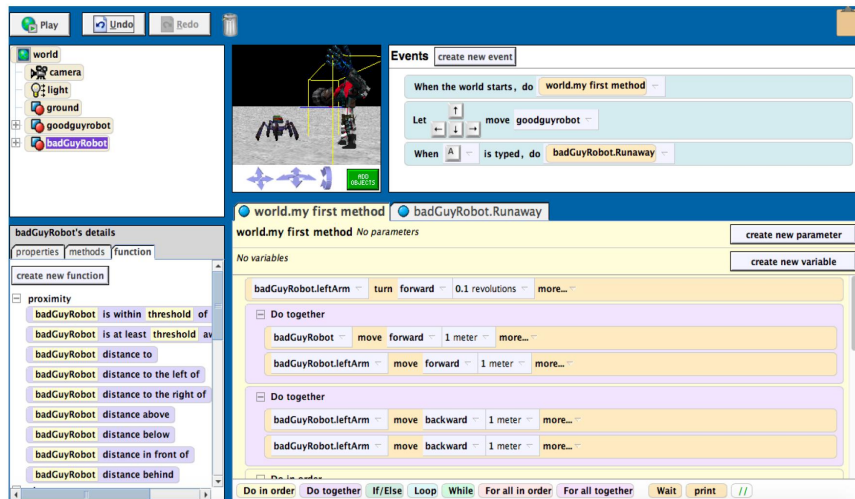 Play Undo Redo
world
camera
light
ground
goodguyrobot
badGuyRobot
ADD OBJECTS
Events create new event
When the world starts, do world.my first method
Let move goodguyrobot
When A is typed, do badGuyRobot.Runaway
badGuyRobot's details
properties methods function
create new function
proximity
badGuyRobot is within threshold of
badGuyRobot is at least threshold
badGuyRobot distance to
badGuyRobot distance to the left of
badGuyRobot distance to the right of
badGuyRobot distance above
badGuyRobot distance below
badGuyRobot distance in front of
badGuyRobot distance behind
world.my first method badGuyRobot.Runaway
world.my first method No parameters create new parameter
No variables create new variable
badGuyRobot.leftArm turn forward 0.1 revolutions more...
Do together
badGuyRobot move forward 1 meter more...
badGuyRobot.leftArm move forward 1 meter more...
Do together
badGuyRobot.leftArm move backward 1 meter more...
badGuyRobot.leftArm move backward 1 meter more...
Do in order
Do in order Do together If/Else Loop While For all in order For all together Wait print //